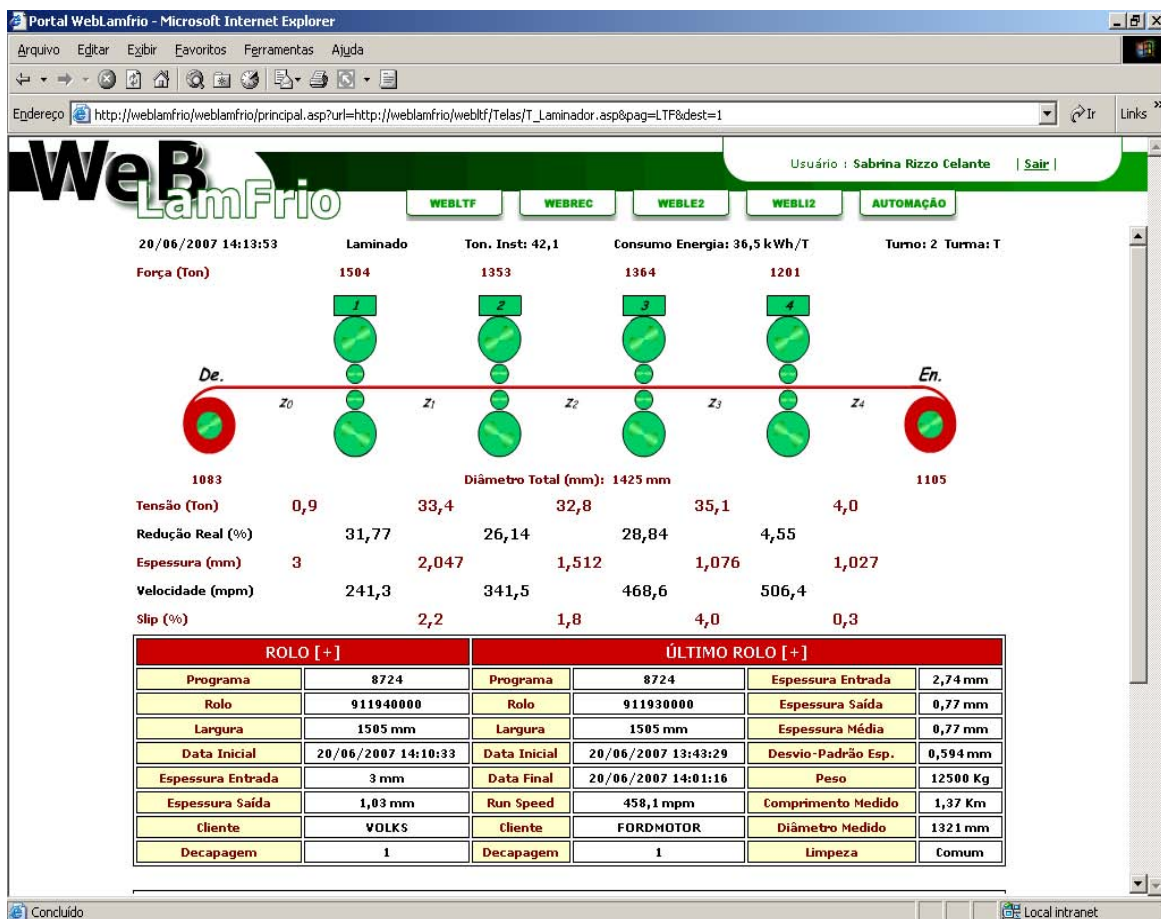 Portal WebLamfrio - Microsoft Internet Explorer
Arquivo Editar Exibir Favoritos Ferramentas Ajuda
Endereço http://weblamfrio/weblamfrio/principal.asp?url=http://weblamfrio/webltf/Telas/T_Laminador.asp&pag=LTF&dest=1 Ir Links »
WeB LamFrio
Usuário : Sabrina Rizzo Celante | Sair |
WEBLTF WEBREC WEBLE2 WEBLI2 AUTOMAÇÃO
20/06/2007 14:13:53 Laminado Ton. Inst: 42,1 Consumo Energia: 36,5 kWh/T Turno: 2 Turma: T
Força (Ton) 1504 1353 1364 1201
1 2 3 4
De. En.
Z0 Z1 Z2 Z3 Z4
1083 Diâmetro Total (mm): 1425 mm 1105
Tensão (Ton) 0,9 33,4 32,8 35,1 4,0
Redução Real (%) 31,77 26,14 28,84 4,55
Espessura (mm) 3 2,047 1,512 1,076 1,027
Velocidade (mpm) 241,3 341,5 468,6 506,4
Slip (%) 2,2 1,8 4,0 0,3
ROLO [+] ÚLTIMO ROLO [+]
Programa 8724 Programa 8724 Espessura Entrada 2,74 mm
Rolo 911940000 Rolo 911930000 Espessura Saída 0,77 mm
Largura 1505 mm Largura 1505 mm Espessura Média 0,77 mm
Data Inicial 20/06/2007 14:10:33 Data Inicial 20/06/2007 13:43:29 Desvio-Padrão Esp. 0,594 mm
Espessura Entrada 3 mm Data Final 20/06/2007 14:01:16 Peso 12500 Kg
Espessura Saída 1,03 mm Run Speed 458,1 mpm Comprimento Medido 1,37 Km
Cliente VOLKS Cliente FORDMOTOR Diâmetro Medido 1321 mm
Decapagem 1 Decapagem 1 Limpeza Comum
Concluído Local intranet